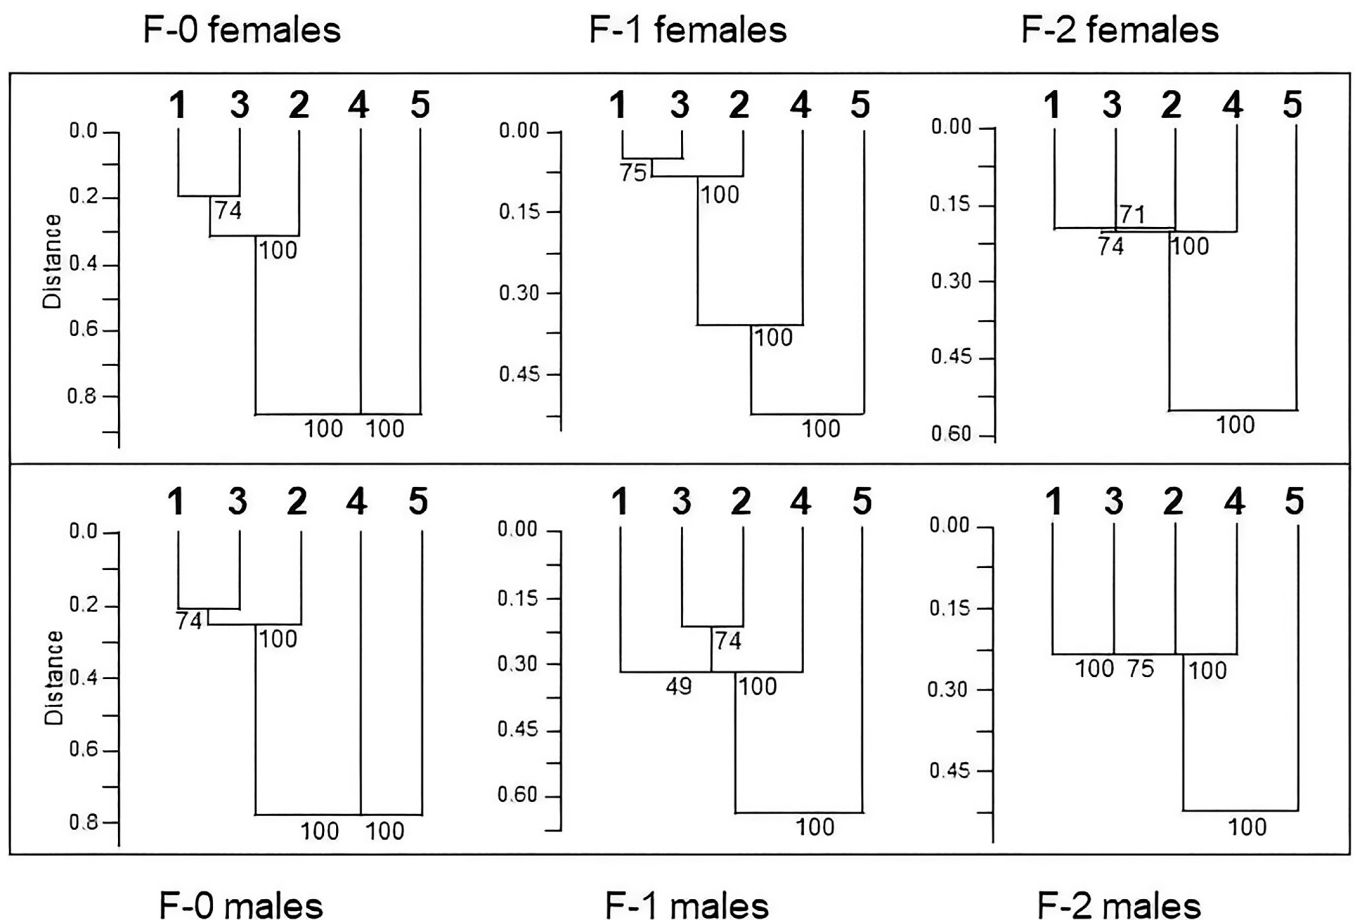 F-0 females F-1 females F-2 females
1 3 2 4 5 1 3 2 4 5 1 3 2 4 5
0.0 0.00 0.00
75
74 0.2 100 0.15 0.15 71
100 74 100
Distance
0.4 0.30 0.30
0.6 100
0.8 0.45 0.45
100 100 100 100
0.60
1 3 2 4 5 1 3 2 4 5 1 3 2 4 5
0.0 0.00 0.00
0.2 0.15 0.15
74 100 74
0.30 100 75 100
Distance
0.4 49 100 0.30
0.6 0.45
0.45
0.8 0.60
100 100 100 100
F-0 males F-1 males F-2 males